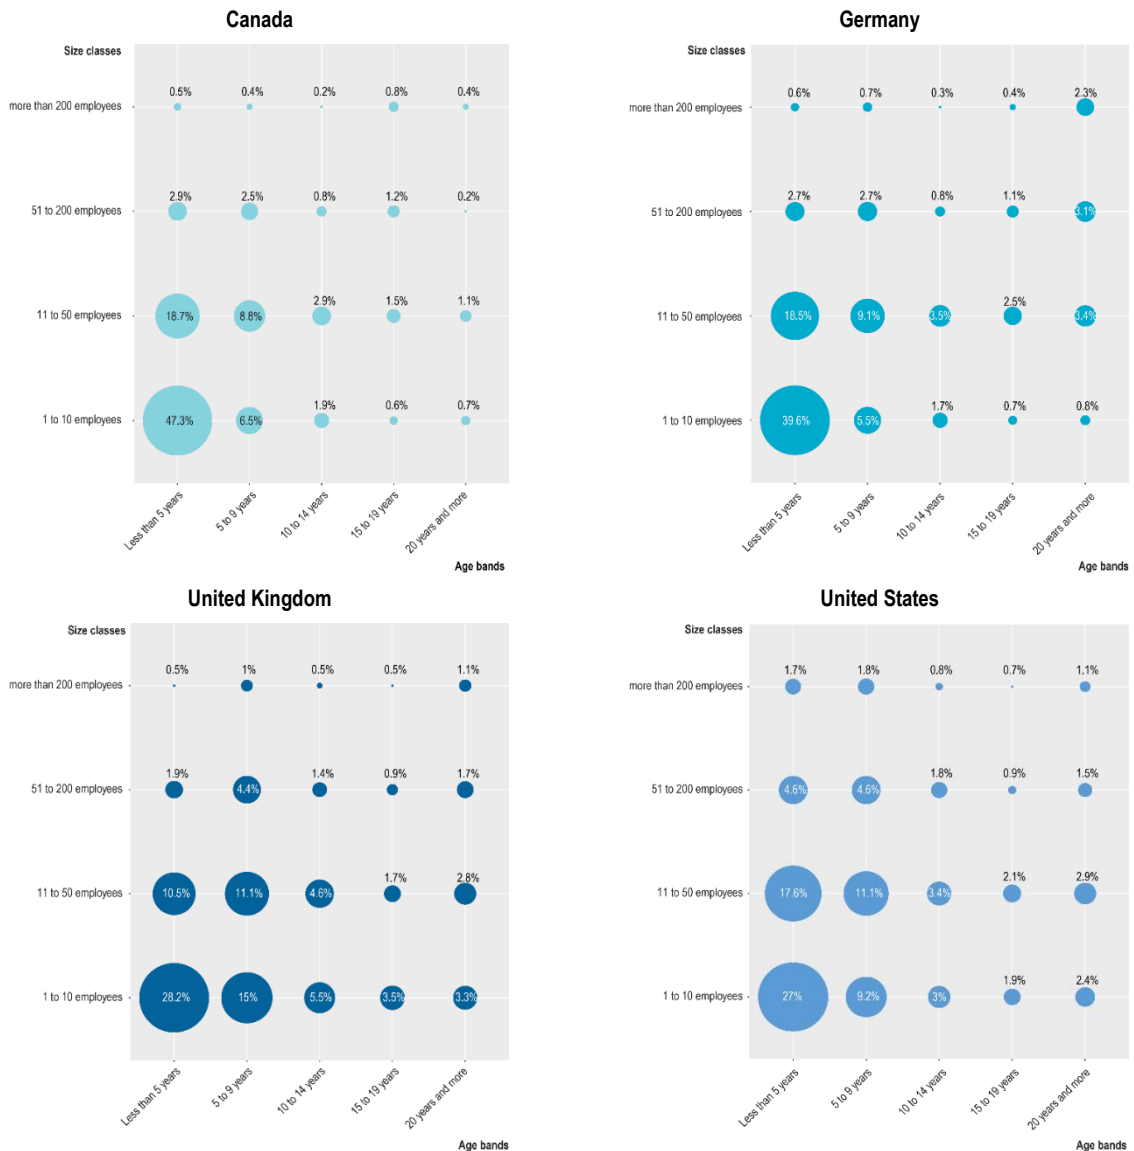 Canada
Size classes
0.5% 0.4% 0.2% 0.8% 0.4%
more than 200 employees
2.9% 2.5% 0.8% 1.2% 0.2%
51 to 200 employees
2.9% 1.5% 1.1%
11 to 50 employees 18.7% 8.8%
1.9% 0.6% 0.7%
1 to 10 employees 47.3% 6.5%
Less than 5 years
5 to 9 years
10 to 14 years
15 to 19 years
20 years and more
Age bands
Germany
Size classes
0.6% 0.7% 0.3% 0.4% 2.3%
more than 200 employees
2.7% 2.7% 0.8% 1.1%
51 to 200 employees 3.1%
2.5%
11 to 50 employees 18.5% 9.1% 3.5% 3.4%
1.7% 0.7% 0.8%
1 to 10 employees 39.6% 5.5%
Less than 5 years
5 to 9 years
10 to 14 years
15 to 19 years
20 years and more
Age bands
United Kingdom
Size classes
0.5% 1% 0.5% 0.5% 1.1%
more than 200 employees
1.9% 1.4% 0.9% 1.7%
51 to 200 employees 4.4%
1.7% 2.8%
11 to 50 employees 10.5% 11.1% 4.6%
1 to 10 employees 28.2% 15% 5.5% 3.5% 3.3%
Less than 5 years
5 to 9 years
10 to 14 years
15 to 19 years
20 years and more
Age bands
United States
Size classes
1.7% 1.8% 0.8% 0.7% 1.1%
more than 200 employees
1.8% 0.9% 1.5%
51 to 200 employees 4.6% 4.6%
2.1% 2.9%
11 to 50 employees 17.6% 11.1% 3.4%
1.9% 2.4%
1 to 10 employees 27% 9.2% 3%
Less than 5 years
5 to 9 years
10 to 14 years
15 to 19 years
20 years and more
Age bands